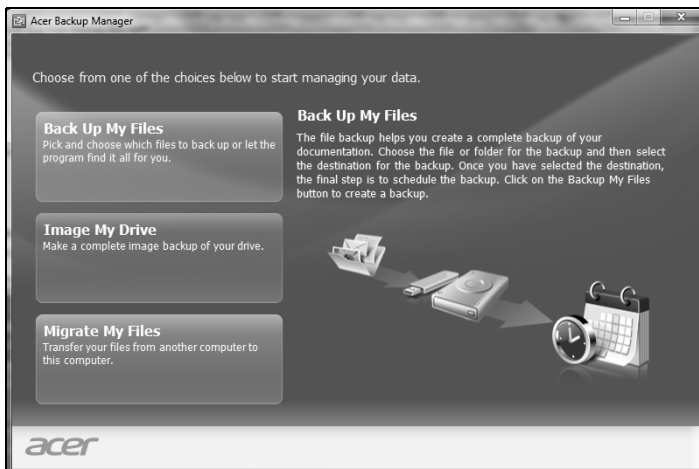 Acer Backup Manager
Choose from one of the choices below to start managing your data.
Back Up My Files
Pick and choose which files to back up or let the
program find it all for you.
Image My Drive
Make a complete image backup of your drive.
Migrate My Files
Transfer your files from another computer to
this computer.
Back Up My Files
The file backup helps you create a complete backup of your
documentation. Choose the file or folder for the backup and then select
the destination for the backup. Once you have selected the destination,
the final step is to schedule the backup. Click on the Backup My Files
button to create a backup.
acer